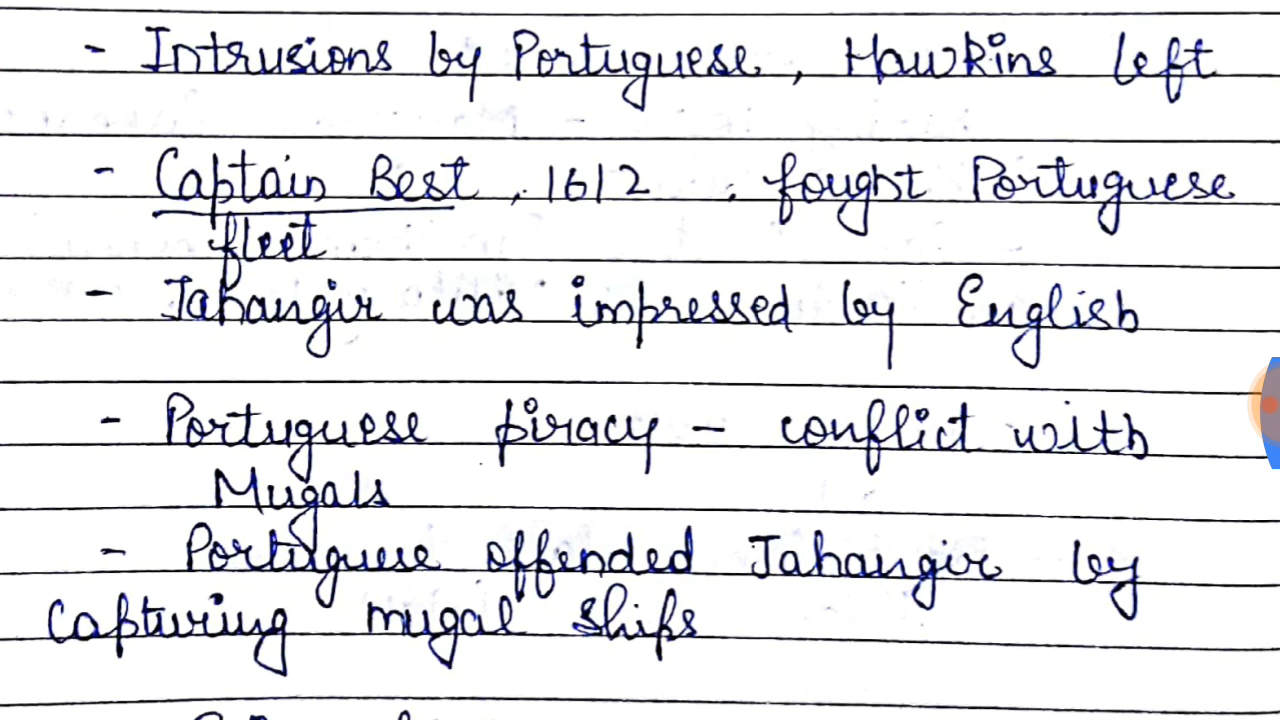 - Intrusions by Portuguese, Hawkins left
- Captain Best, 1612. fought Portuguese
fleet.
- Jahangir was impressed by English
- Portuguese piracy - conflict with
Mugals
- Portuguese offended Jahangir by
capturing mugal ships